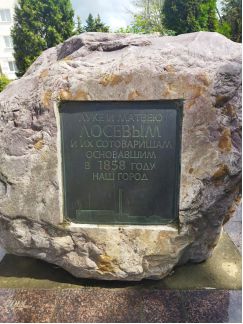 ЛУКЕ И МАТВЕЮ
ЛОСЕВЫМ
И ИХ СОТОВАРИЩАМ
ОСНОВАВШИМ
В 1858 ГОДУ
НАШ ГОРОД